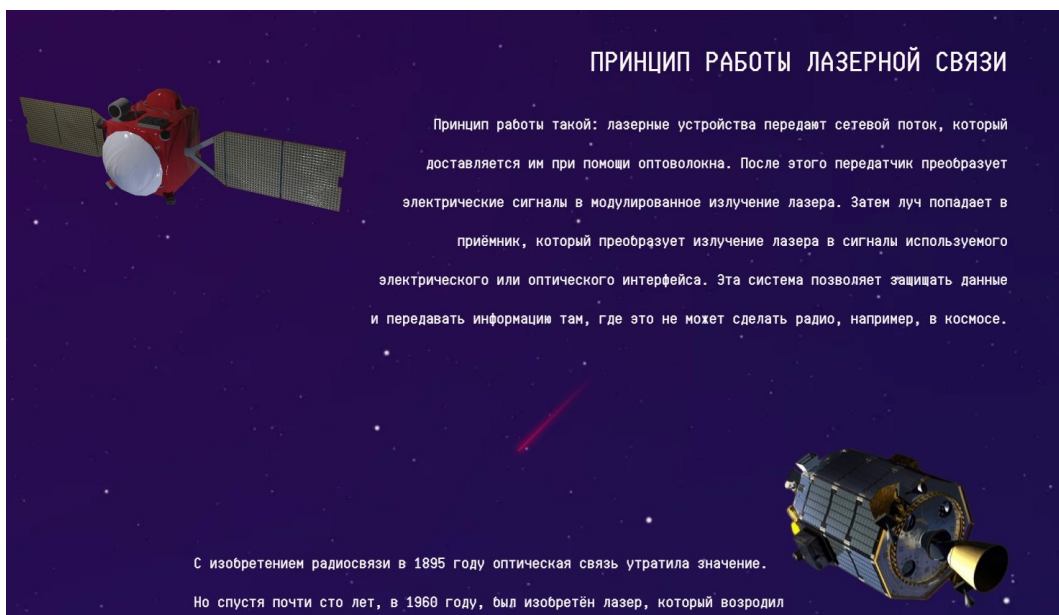 ПРИНЦИП РАБОТЫ ЛАЗЕРНОЙ СВЯЗИ
Принцип работы такой: лазерные устройства передают сетевой поток, который
доставляется им при помощи оптоволокна. После этого передатчик преобразует
электрические сигналы в модулированное излучение лазера. Затем луч попадает в
приёмник, который преобразует излучение лазера в сигналы используемого
электрического или оптического интерфейса. Эта система позволяет защищать данные
и передавать информацию там, где это не может сделать радио, например, в космосе.
С изобретением радиосвязи в 1895 году оптическая связь утратила значение.
Но спустя почти сто лет, в 1960 году, был изобретён лазер, который возродил